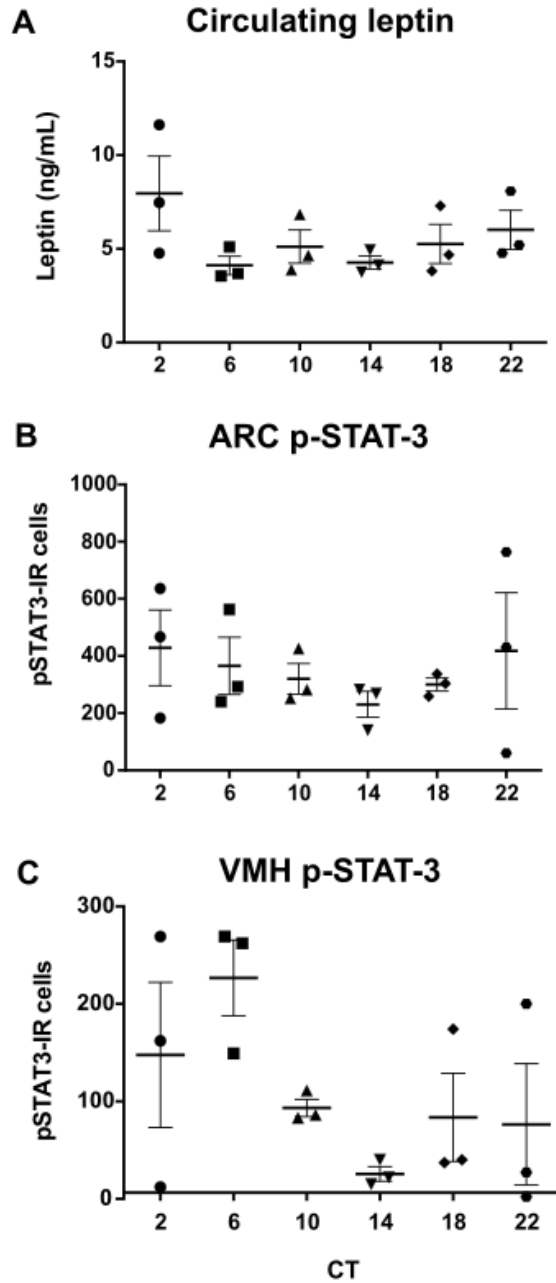 A Circulating leptin
15
10
5
0
Leptin (ng/mL)
2 6 10 14 18 22
B ARC p-STAT-3
1000
800
600
400
200
0
pSTAT3-IR cells
2 6 10 14 18 22
C VMH p-STAT-3
300
200
100
0
pSTAT3-IR cells
2 6 10 14 18 22
CT